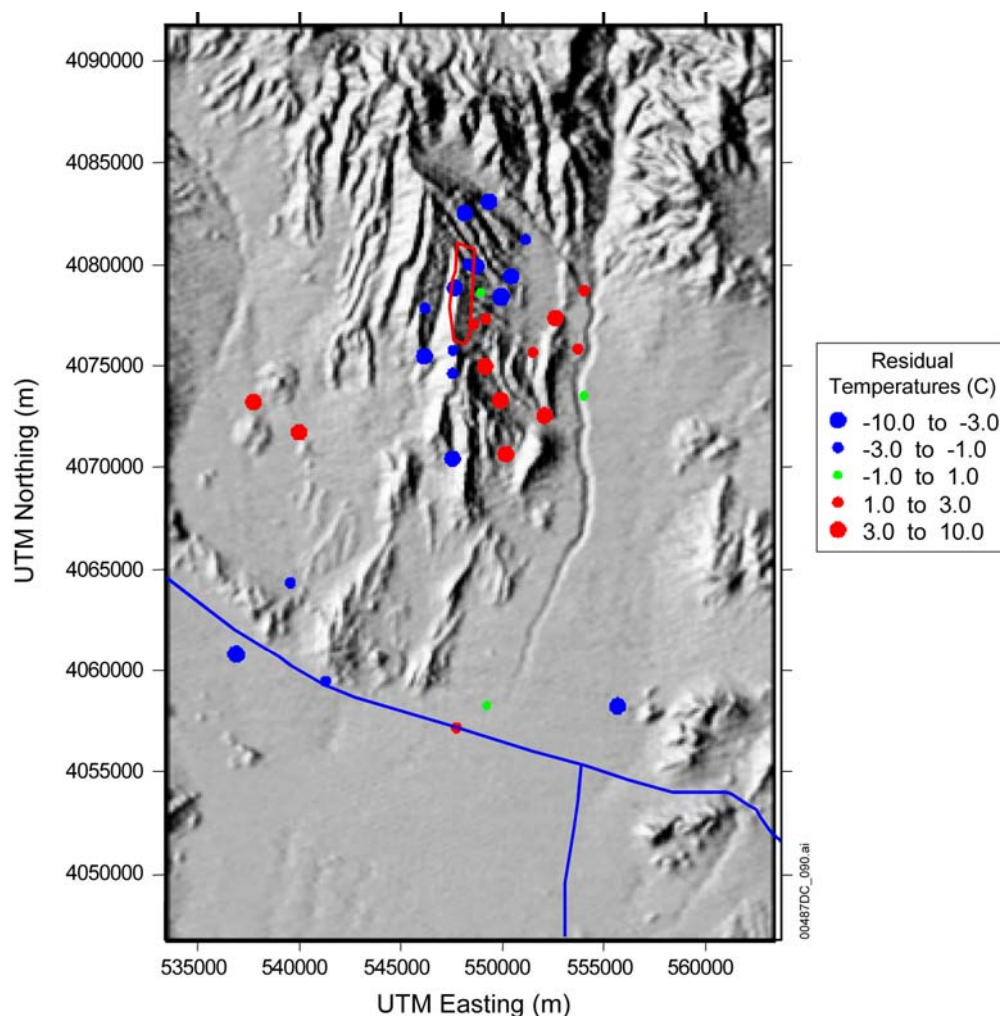 4090000
4085000
4080000
4075000
4070000
4065000
4060000
4055000
4050000
UTM Northing (m)
535000 540000 545000 550000 555000 560000
UTM Easting (m)
Residual
Temperatures (C)
-10.0 to -3.0
-3.0 to -1.0
-1.0 to 1.0
1.0 to 3.0
3.0 to 10.0
00487DC_090.ai